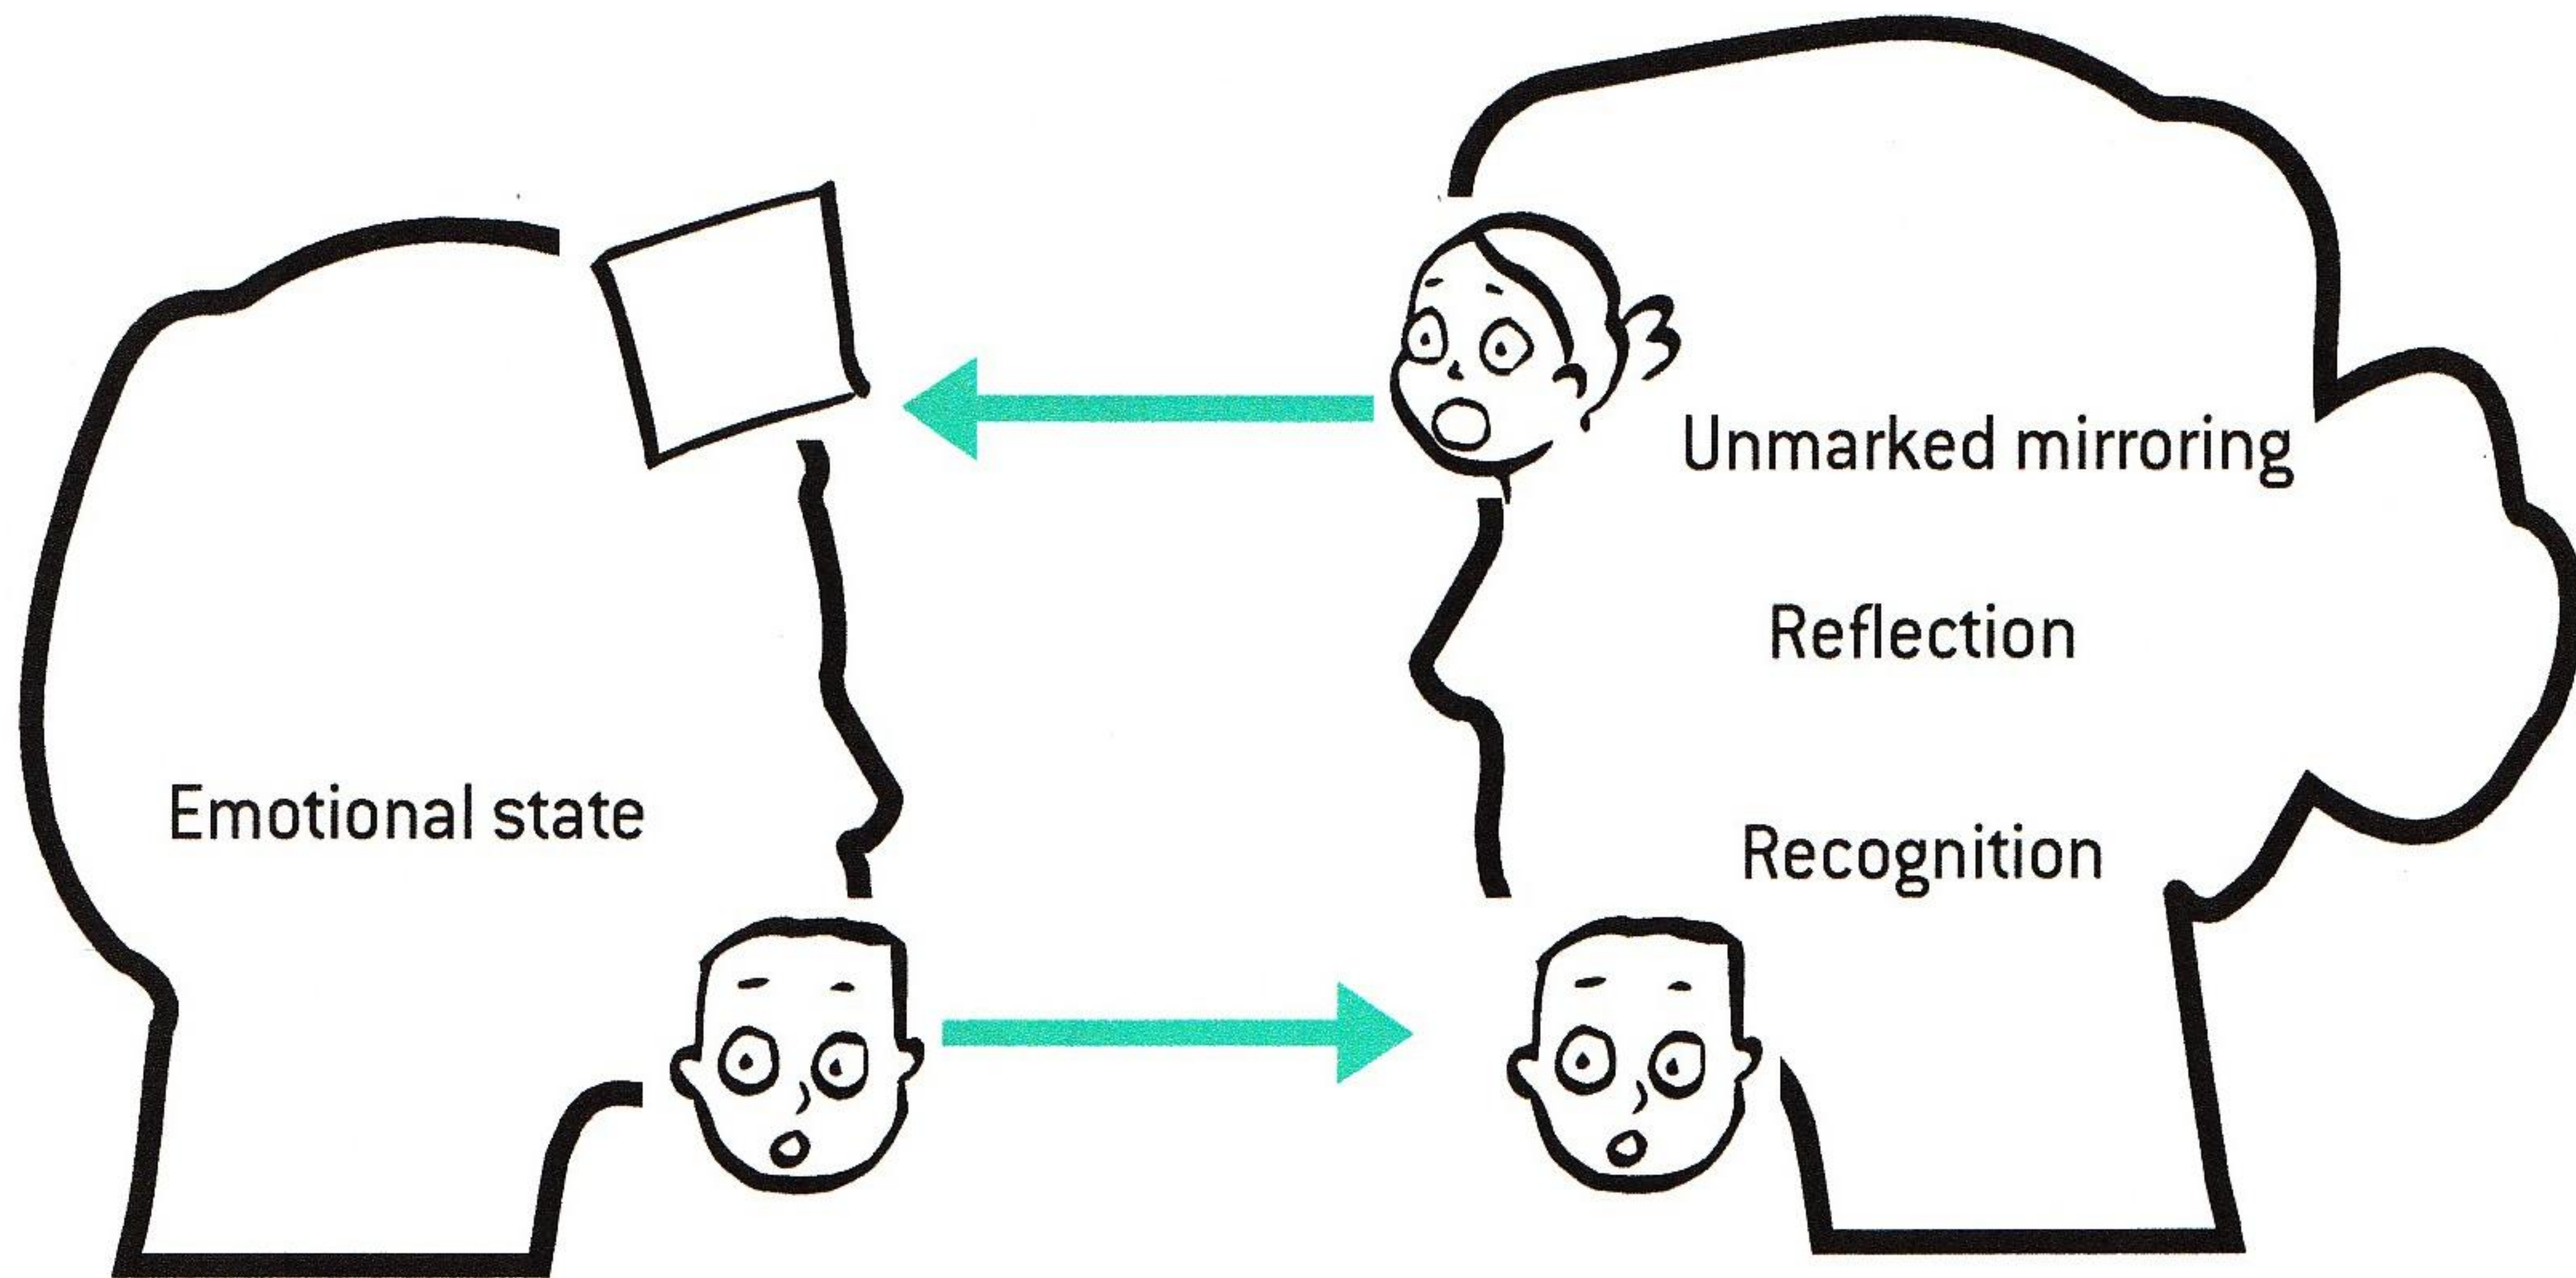 Unmarked mirroring
Reflection
Emotional state
Recognition